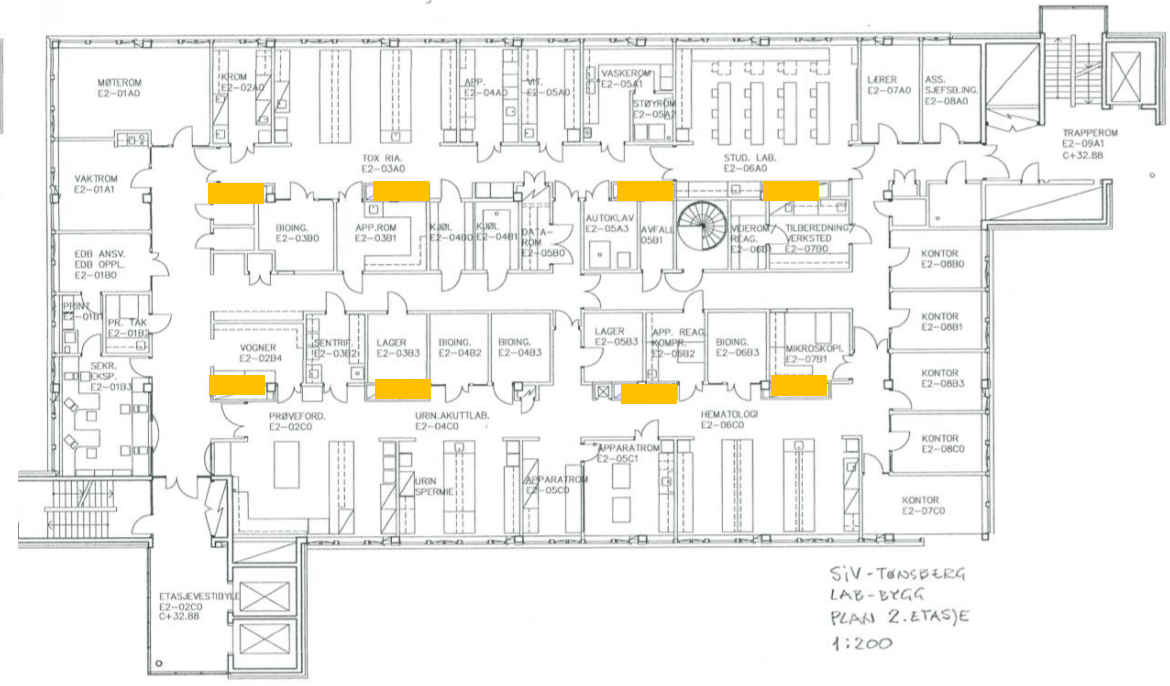 MØTEROM
E2-01A0
KROM
E2-02A0
APP.
E2-04A0
VIT.
E2-05A0
VASKEROM
E2-05A1
STØYROM
E2-05A2
LÆRER
E2-07A0
ASS.
SJEFSB.ING.
E2-08A0
TRAPPEROM
E2-09A1
C+32.88
TOX RIA.
E2-03A0
STUD. LAB.
E2-06A0
VAKTROM
E2-01A1
BIOING.
E2-03B0
APP.ROM
E2-03B1
KJØL
E2-04B0
KJØL
E2-04B1
DATA-
ROM
E2-05B0
AUTOKLAV
E2-05A3
AVFALL
05B1
VEIEROM
REAG.
E2-06B1
TILBEREDNING/
VERKSTED
E2-07B0
KONTOR
E2-08B0
EDB ANSV.
EDB OPPL.
E2-01B0
PRINT
E2-01B1
PR. TAK
E2-01B2
KONTOR
E2-08B1
VOGNER
E2-02B4
SENTRIF.
E2-03B2
LAGER
E2-03B3
BIOING.
E2-04B2
BIOING.
E2-04B3
LAGER
E2-05B3
APP. REAG.
KOMPR.
E2-06B2
BIOING.
E2-06B3
MIKROSKOPI.
E2-07B1
SEKR.
EKSP.
E2-01B3
KONTOR
E2-08B3
PRØVEFORD.
E2-02C0
URIN.AKUTTLAB.
E2-04C0
HEMATOLOGI
E2-06C0
KONTOR
E2-08C0
APPARATROM
E2-05C1
URIN
SPERMIE
APPARATROM
E2-05C0
KONTOR
E2-07C0
ETASJEVESTIBYLE
E2-02C0
C+32.88
SiV-TØNSBERG
LAB-BYGG
PLAN 2.ETASJE
1:200